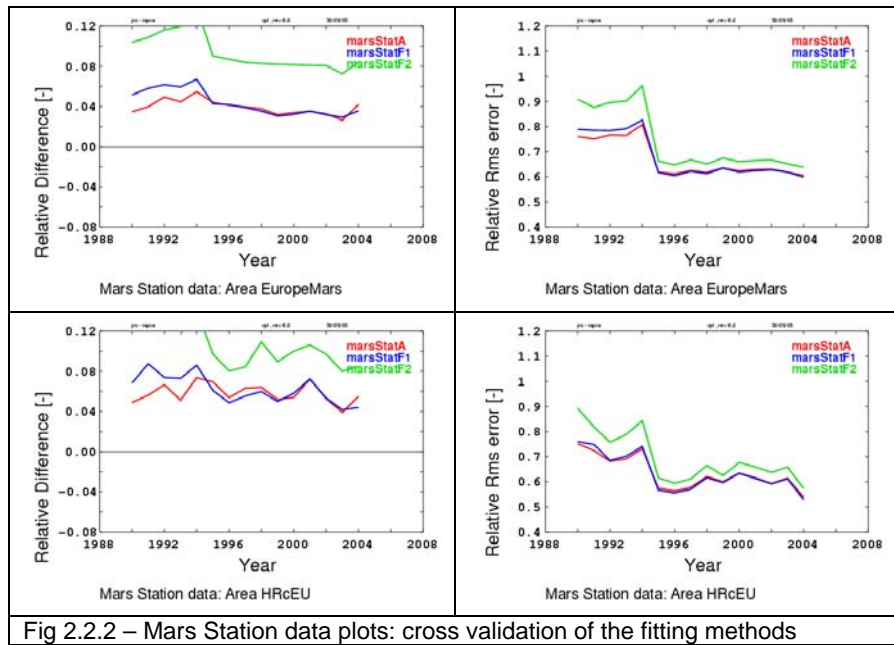 marsStatA
marsStatF1
marsStatF2
Relative Difference [-]
0.12
0.08
0.04
0.00
-0.04
-0.08
1988 1992 1996 2000 2004 2008
Year
Mars Station data: Area EuropeMars
marsStatA
marsStatF1
marsStatF2
Relative Rms error [-]
1.2
1.1
1
0.9
0.8
0.7
0.6
0.5
0.4
1988 1992 1996 2000 2004 2008
Year
Mars Station data: Area EuropeMars
marsStatA
marsStatF1
marsStatF2
Relative Difference [-]
0.12
0.08
0.04
0.00
-0.04
-0.08
1988 1992 1996 2000 2004 2008
Year
Mars Station data: Area HRcEU
marsStatA
marsStatF1
marsStatF2
Relative Rms error [-]
1.2
1.1
1
0.9
0.8
0.7
0.6
0.5
0.4
1988 1992 1996 2000 2004 2008
Year
Mars Station data: Area HRcEU
Fig 2.2.2 – Mars Station data plots: cross validation of the fitting methods